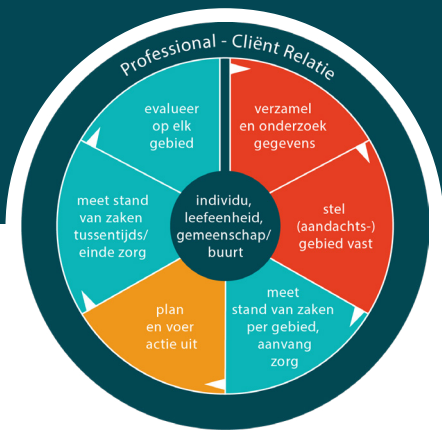 Professional - Cliënt Relatie
verzamel
en onderzoek
gegevens
stel
(aandachts-)
gebied vast
meet
stand van zaken
per gebied,
aanvang
zorg
plan
en voer
actie uit
meet stand
van zaken
tussentijds/
einde zorg
evalueer
op elk
gebied
individu,
leefeenheid,
gemeenschap/
buurt